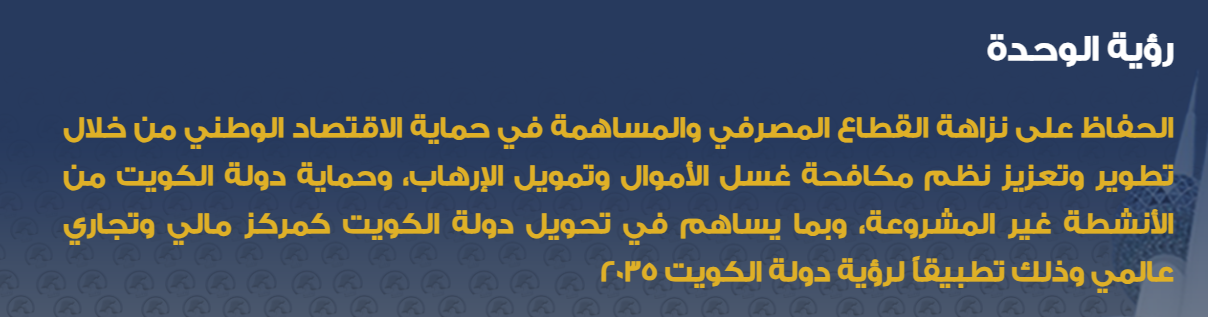 رؤية الوحدة
الحفاظ على نزاهة القطاع المصرفي والمساهمة في حماية الاقتصاد الوطني من خلال
تطوير وتعزيز نظم مكافحة غسل الأموال وتمويل الإرهاب، وحماية دولة الكويت من
الأنشطة غير المشروعة، وبما يساهم في تحويل دولة الكويت كمركز مالي وتجاري
عالمي وذلك تطبيقاً لرؤية دولة الكويت ٢٠٣٥